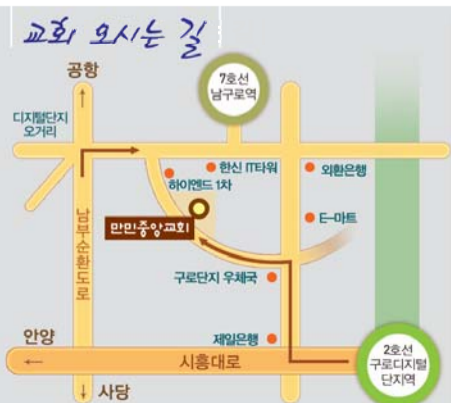 교회 오시는 길
공항
7호선
남구로역
디지털단지
오거리
한신 IT타워
하이엔드 1차
외환은행
만민중앙교회
E-마트
남부순환도로
구로단지 우체국
제일은행
안양
시흥대로
2호선
구로디지털
단지역
사당